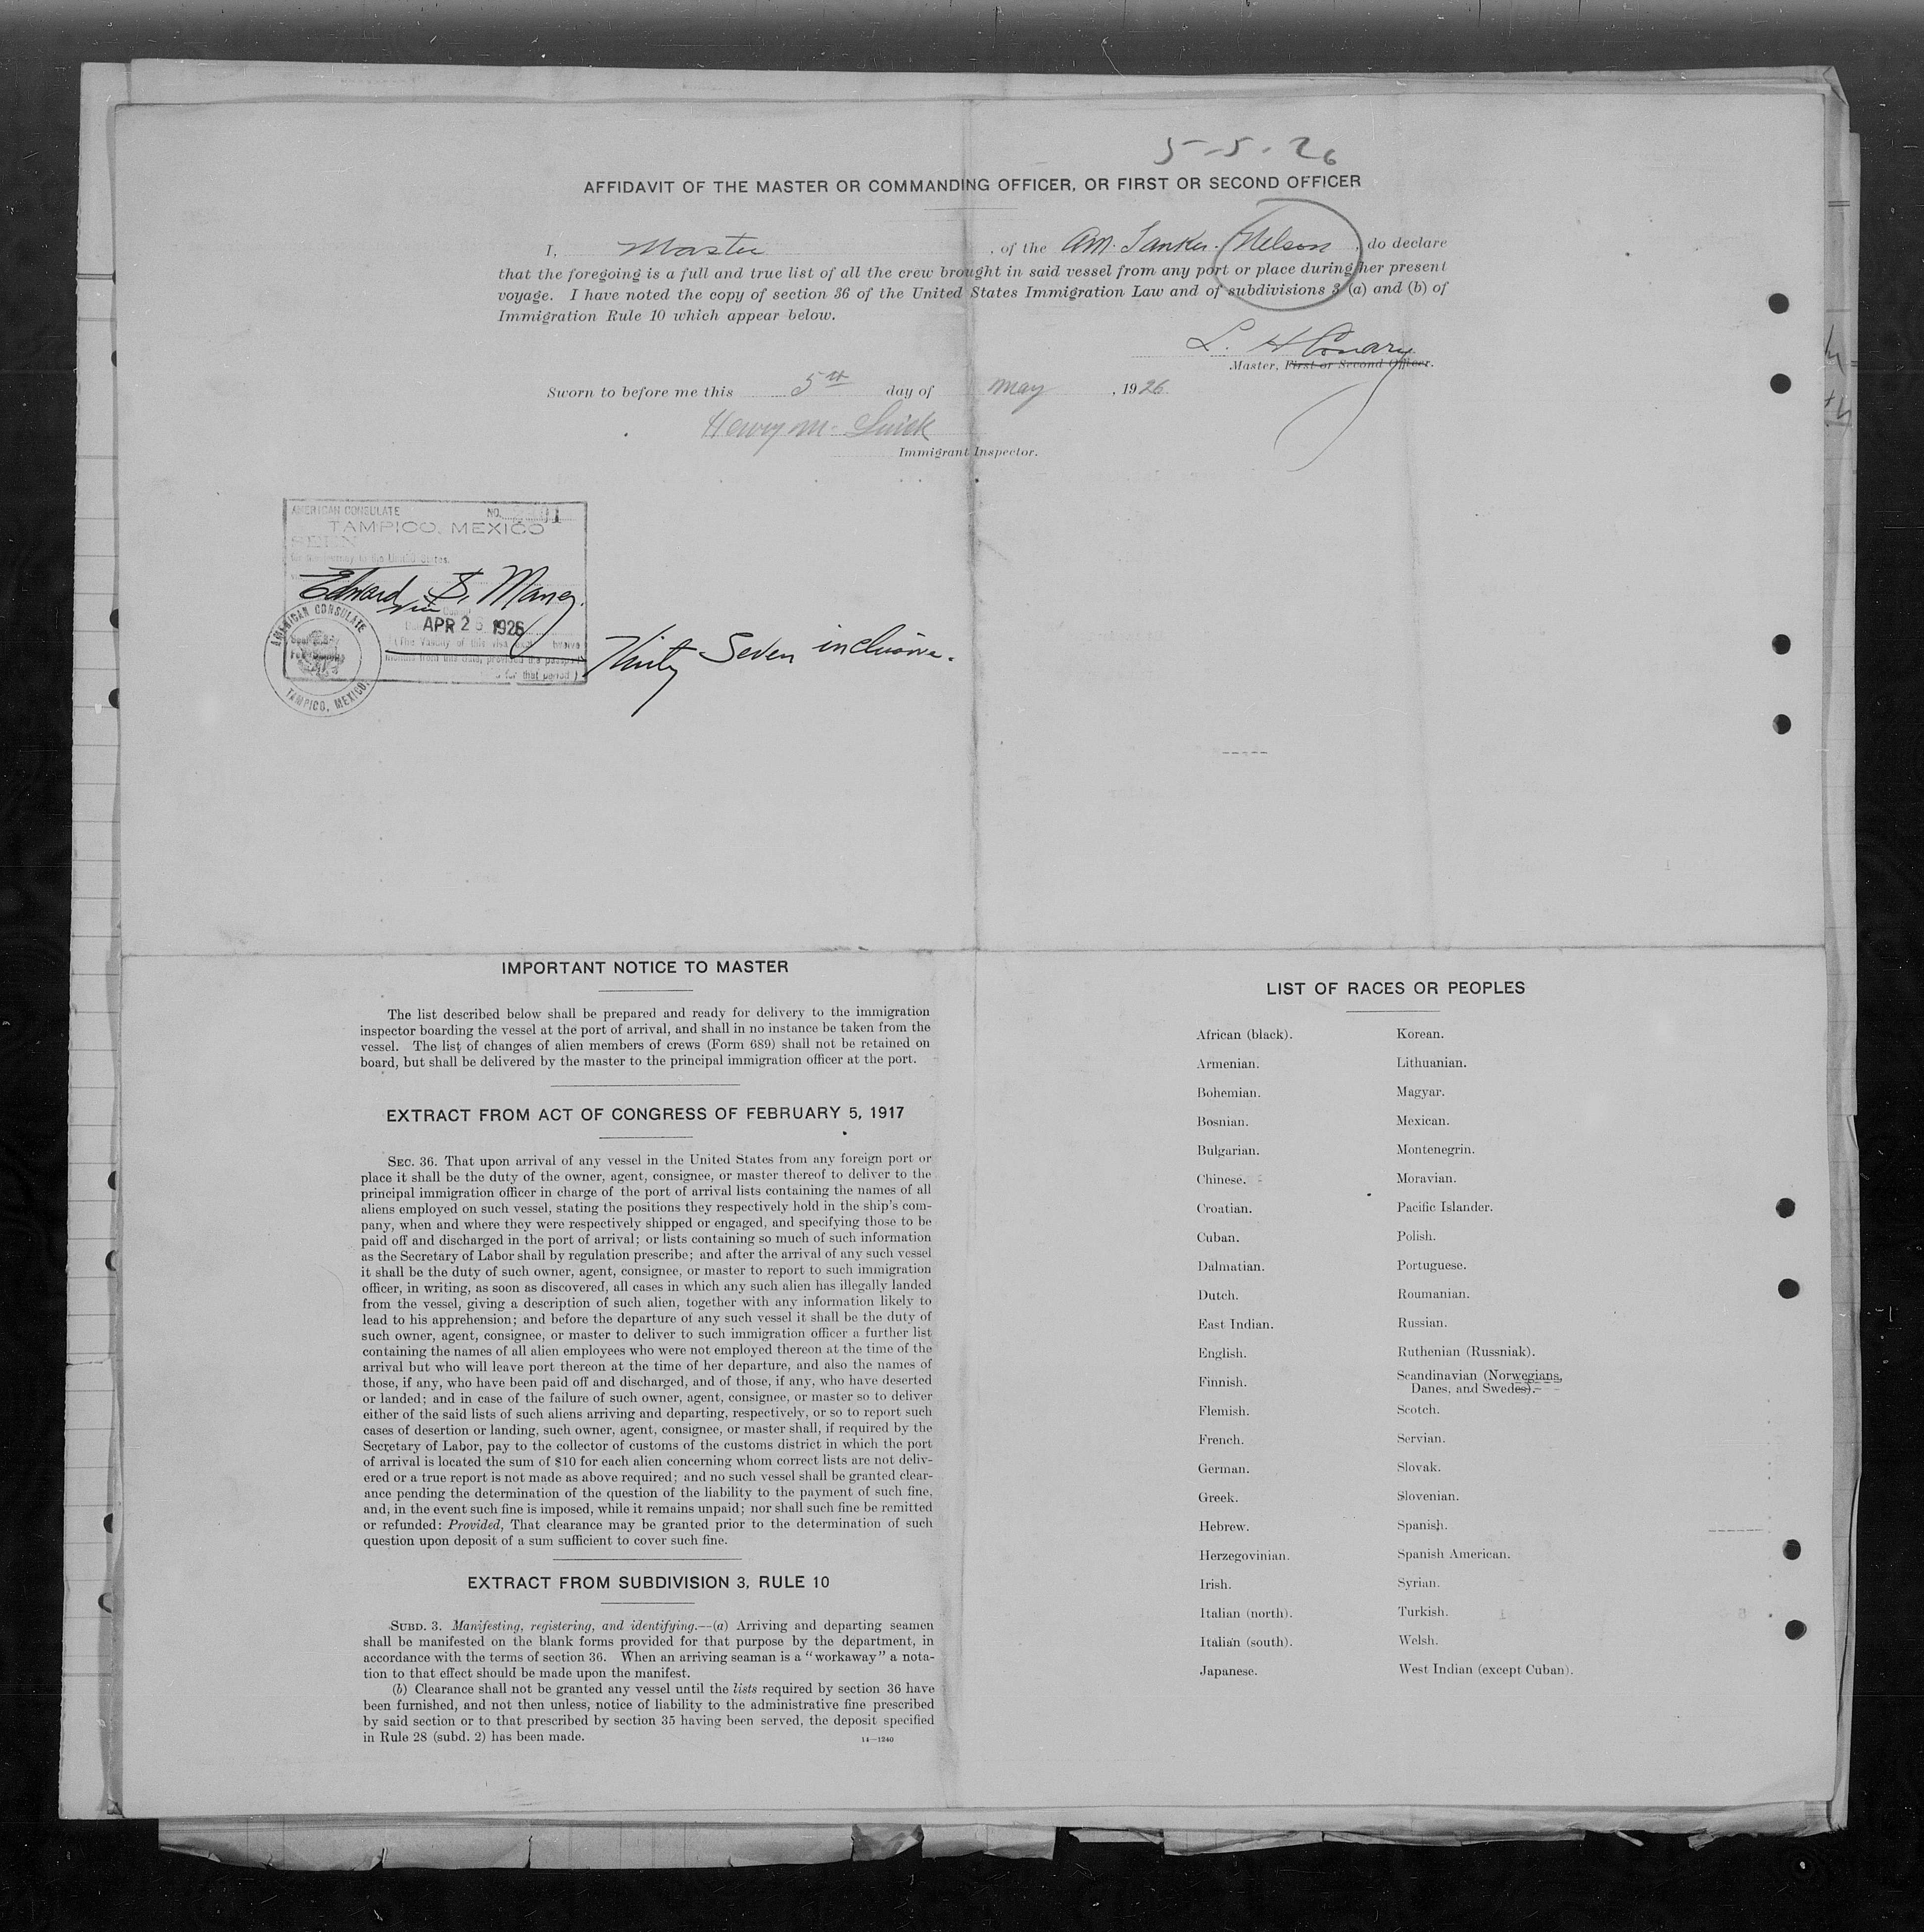 5-5-26
AFFIDAVIT OF THE MASTER OR COMMANDING OFFICER, OR FIRST OR SECOND OFFICER
I, Master, of the Am. Tanker. Nelson, do declare
that the foregoing is a full and true list of all the crew brought in said vessel from any port or place during her present
voyage. I have noted the copy of section 36 of the United States Immigration Law and of subdivisions 3 (a) and (b) of
Immigration Rule 10 which appear below.
L. H Conary
Master, First or Second Officer.
Sworn to before me this 5th day of May, 1926.
Henry M.
Immigrant Inspector.
AMERICAN CONSULATE NO.
TAMPICO, MEXICO
SEEN
for the journey to the United States.
Edward S. Maney.
Vice Consul
APR 26 1926
(The validity of this visa twelve
months from this date, provided the passport
for that period)
AMERICAN CONSULATE
TAMPICO, MEXICO.
Thirty Seven inclusive.
IMPORTANT NOTICE TO MASTER
The list described below shall be prepared and ready for delivery to the immigration
inspector boarding the vessel at the port of arrival, and shall in no instance be taken from the
vessel. The list of changes of alien members of crews (Form 689) shall not be retained on
board, but shall be delivered by the master to the principal immigration officer at the port.
EXTRACT FROM ACT OF CONGRESS OF FEBRUARY 5, 1917
SEC. 36. That upon arrival of any vessel in the United States from any foreign port or
place it shall be the duty of the owner, agent, consignee, or master thereof to deliver to the
principal immigration officer in charge of the port of arrival lists containing the names of all
aliens employed on such vessel, stating the positions they respectively hold in the ship's com-
pany, when and where they were respectively shipped or engaged, and specifying those to be
paid off and discharged in the port of arrival; or lists containing so much of such information
as the Secretary of Labor shall by regulation prescribe; and after the arrival of any such vessel
it shall be the duty of such owner, agent, consignee, or master to report to such immigration
officer, in writing, as soon as discovered, all cases in which any such alien has illegally landed
from the vessel, giving a description of such alien, together with any information likely to
lead to his apprehension; and before the departure of any such vessel it shall be the duty of
such owner, agent, consignee, or master to deliver to such immigration officer a further list
containing the names of all alien employees who were not employed thereon at the time of the
arrival but who will leave port thereon at the time of her departure, and also the names of
those, if any, who have been paid off and discharged, and of those, if any, who have deserted
or landed; and in case of the failure of such owner, agent, consignee, or master so to deliver
either of the said lists of such aliens arriving and departing, respectively, or so to report such
cases of desertion or landing, such owner, agent, consignee, or master shall, if required by the
Secretary of Labor, pay to the collector of customs of the customs district in which the port
of arrival is located the sum of $10 for each alien concerning whom correct lists are not deliv-
ered or a true report is not made as above required; and no such vessel shall be granted clear-
ance pending the determination of the question of the liability to the payment of such fine,
and, in the event such fine is imposed, while it remains unpaid; nor shall such fine be remitted
or refunded: Provided, That clearance may be granted prior to the determination of such
question upon deposit of a sum sufficient to cover such fine.
EXTRACT FROM SUBDIVISION 3, RULE 10
SUBD. 3. Manifesting, registering, and identifying.—(a) Arriving and departing seamen
shall be manifested on the blank forms provided for that purpose by the department, in
accordance with the terms of section 36. When an arriving seaman is a "workaway" a nota-
tion to that effect should be made upon the manifest.
(b) Clearance shall not be granted any vessel until the lists required by section 36 have
been furnished, and not then unless, notice of liability to the administrative fine prescribed
by said section or to that prescribed by section 35 having been served, the deposit specified
in Rule 28 (subd. 2) has been made.
14—1240
LIST OF RACES OR PEOPLES
African (black). Korean.
Armenian. Lithuanian.
Bohemian. Magyar.
Bosnian. Mexican.
Bulgarian. Montenegrin.
Chinese. Moravian.
Croatian. Pacific Islander.
Cuban. Polish.
Dalmatian. Portuguese.
Dutch. Roumanian.
East Indian. Russian.
English. Ruthenian (Russniak).
Finnish. Scandinavian (Norwegians,
Danes, and Swedes).
Flemish. Scotch.
French. Servian.
German. Slovak.
Greek. Slovenian.
Hebrew. Spanish.
Herzegovinian. Spanish American.
Irish. Syrian.
Italian (north). Turkish.
Italian (south). Welsh.
Japanese. West Indian (except Cuban).